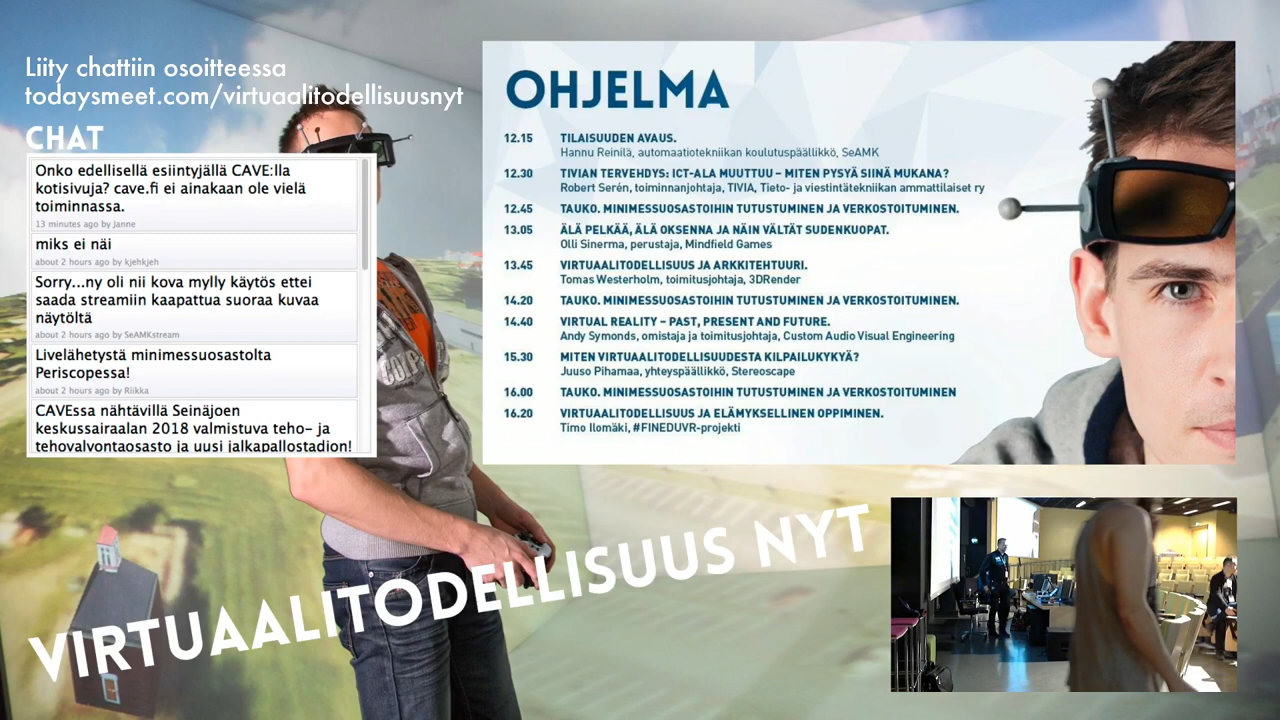 Liity chattiin osoitteessa
todaysmeet.com/virtuaalitodellisuusnyt
CHAT
Onko edellisellä esiintyjällä CAVE:lla
kotisivuja? cave.fi ei ainakaan ole vielä
toiminnassa.
13 minutes ago by Janne
miks ei näi
about 2 hours ago by kjehkjeh
Sorry...ny oli nii kova mylly käytös ettei
saada streamiin kaapattua suoraa kuvaa
näytöltä
about 2 hours ago by SeAMKstream
Livelähetystä minimessuosastolta
Periscopessa!
about 2 hours ago by Riikka
CAVEssa nähtävillä Seinäjoen
keskussairaalan 2018 valmistuva teho- ja
tehovalvontaosasto ja uusi jalkapallostadion!
OHJELMA
12.15 TILAISUUDEN AVAUS.
Hannu Reinilä, automaatiotekniikan koulutuspäällikkö, SeAMK
12.30 TIVIAN TERVEHDYS: ICT-ALA MUUTTUU – MITEN PYSYÄ SIINÄ MUKANA?
Robert Serén, toiminnanjohtaja, TIVIA, Tieto- ja viestintätekniikan ammattilaiset ry
12.45 TAUKO. MINIMESSUOSASTOIHIN TUTUSTUMINEN JA VERKOSTOITUMINEN.
13.05 ÄLÄ PELKÄÄ, ÄLÄ OKSENNA JA NÄIN VÄLTÄT SUDENKUOPAT.
Olli Sinerma, perustaja, Mindfield Games
13.45 VIRTUAALITODELLISUUS JA ARKKITEHTUURI.
Tomas Westerholm, toimitusjohtaja, 3DRender
14.20 TAUKO. MINIMESSUOSASTOIHIN TUTUSTUMINEN JA VERKOSTOITUMINEN.
14.40 VIRTUAL REALITY – PAST, PRESENT AND FUTURE.
Andy Symonds, omistaja ja toimitusjohtaja, Custom Audio Visual Engineering
15.30 MITEN VIRTUAALITODELLISUUDESTA KILPAILUKYKYÄ?
Juuso Pihamaa, yhteyspäällikkö, Stereoscape
16.00 TAUKO. MINIMESSUOSASTOIHIN TUTUSTUMINEN JA VERKOSTOITUMINEN
16.20 VIRTUAALITODELLISUUS JA ELÄMYKSELLINEN OPPIMINEN.
Timo Ilomäki, #FINEDUVR-projekti
VIRTUAALITODELLISUUS NYT